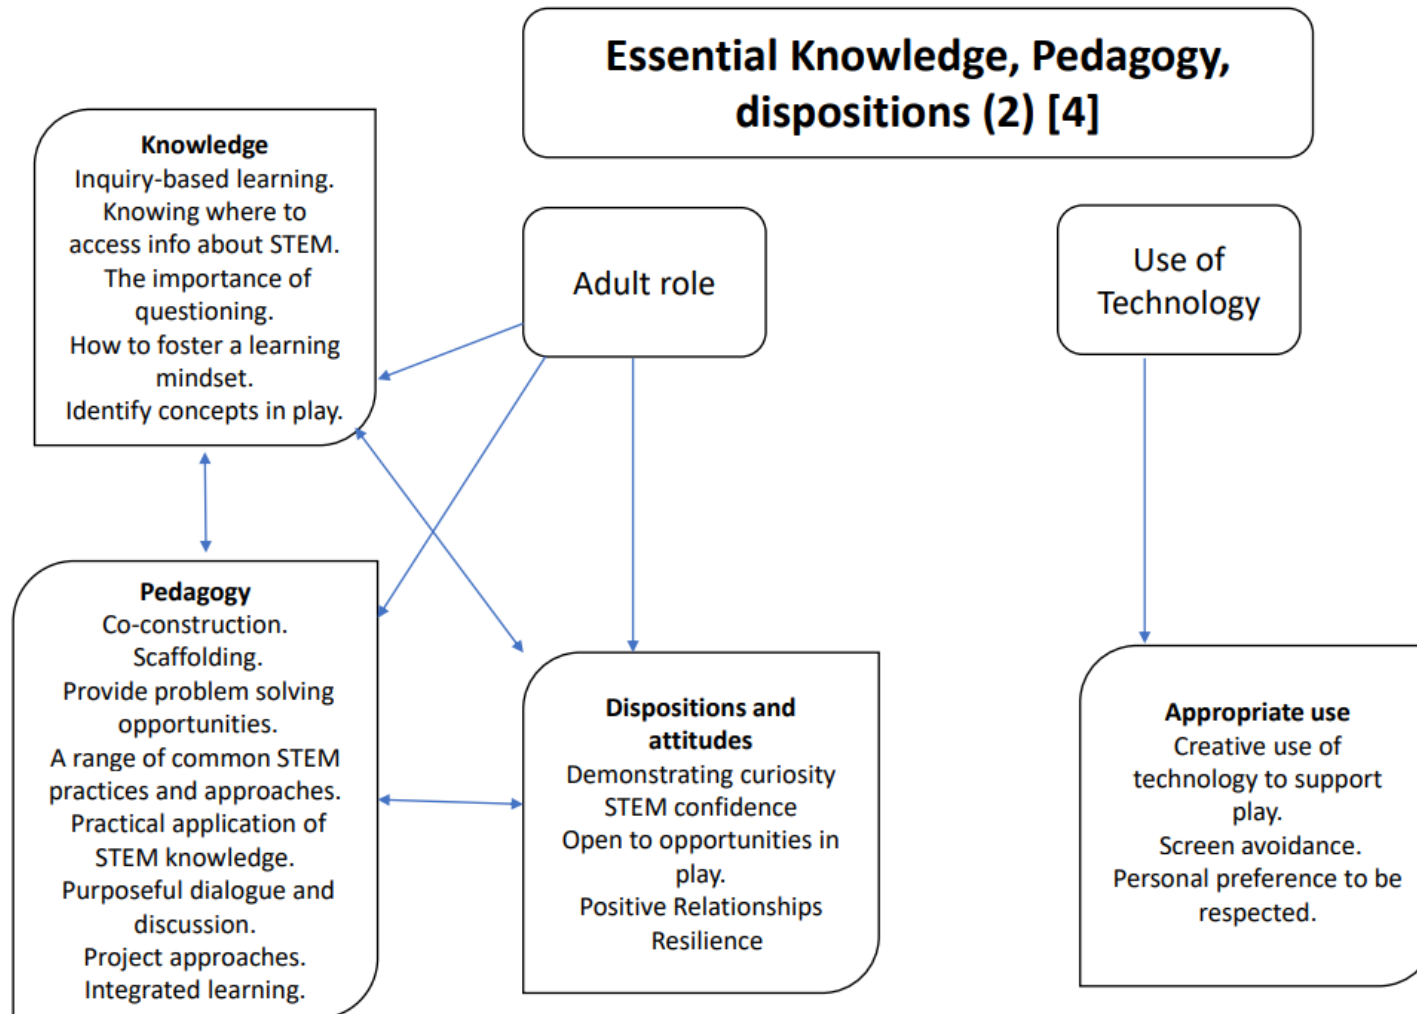 Essential Knowledge, Pedagogy,
dispositions (2) [4]
Knowledge
Inquiry-based learning.
Knowing where to
access info about STEM.
The importance of
questioning.
How to foster a learning
mindset.
Identify concepts in play.
Adult role
Use of
Technology
Pedagogy
Co-construction.
Scaffolding.
Provide problem solving
opportunities.
A range of common STEM
practices and approaches.
Practical application of
STEM knowledge.
Purposeful dialogue and
discussion.
Project approaches.
Integrated learning.
Dispositions and
attitudes
Demonstrating curiosity
STEM confidence
Open to opportunities in
play.
Positive Relationships
Resilience
Appropriate use
Creative use of
technology to support
play.
Screen avoidance.
Personal preference to be
respected.